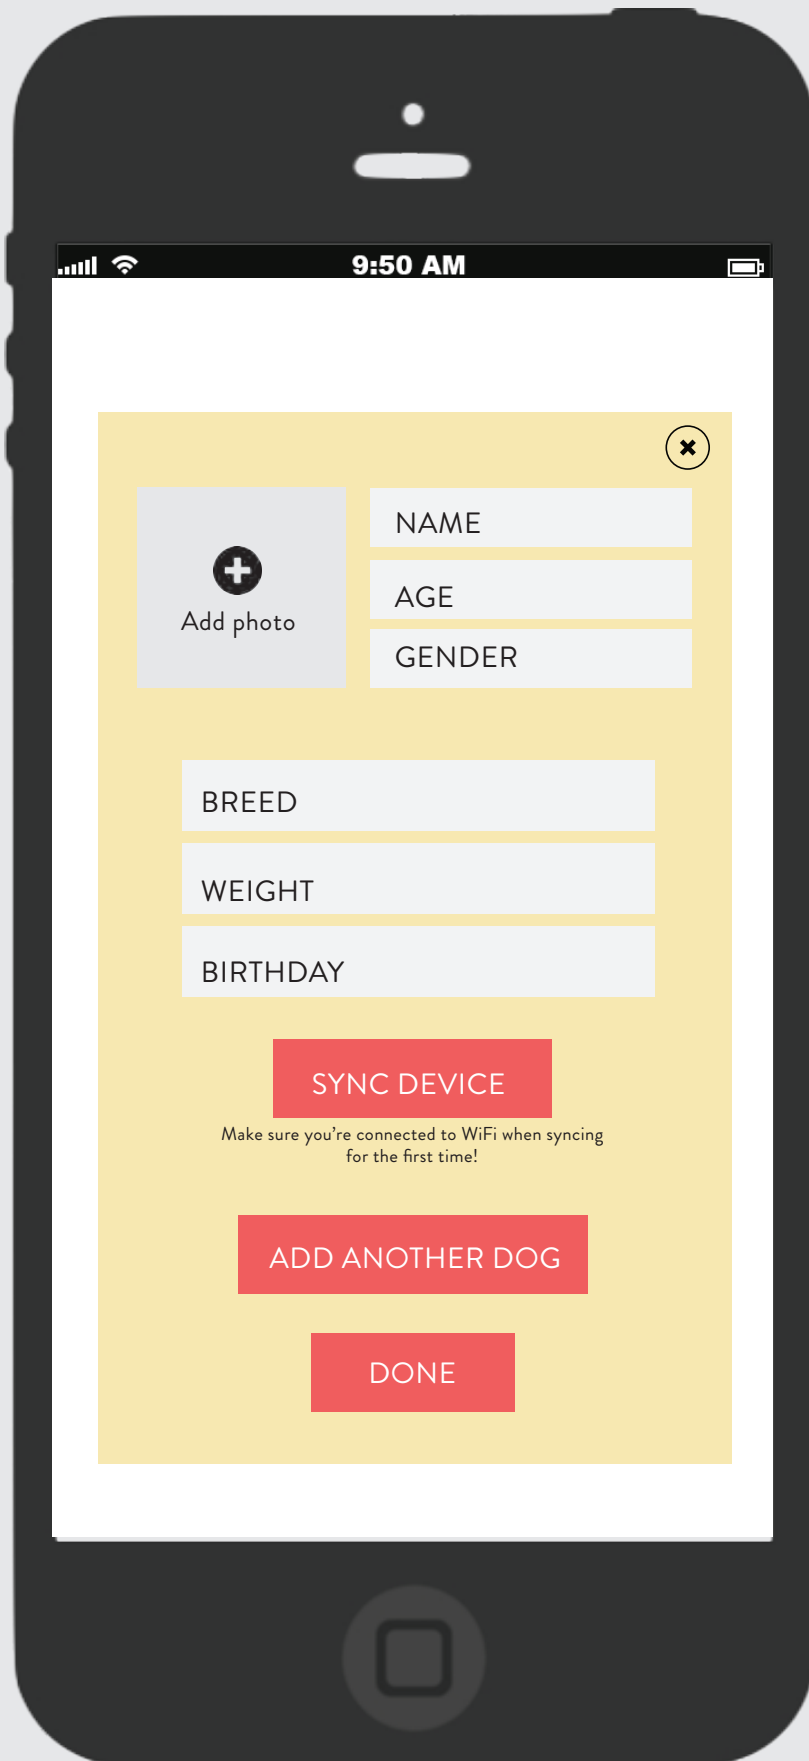 9:50 AM
NAME
AGE
GENDER
Add photo
BREED
WEIGHT
BIRTHDAY
SYNC DEVICE
Make sure you're connected to WiFi when syncing
for the first time!
ADD ANOTHER DOG
DONE